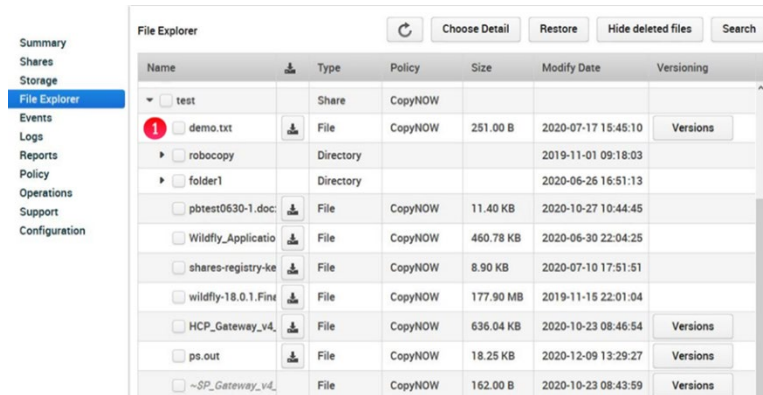 Summary
Shares
Storage
File Explorer
Events
Logs
Reports
Policy
Operations
Support
Configuration
File Explorer Choose Detail Restore Hide deleted files Search
Name Type Policy Size Modify Date Versioning
test Share CopyNOW
1 demo.txt File CopyNOW 251.00 B 2020-07-17 15:45:10 Versions
robocopy Directory 2019-11-01 09:18:03
folder1 Directory 2020-06-26 16:51:13
pbtest0630-1.doc: File CopyNOW 11.40 KB 2020-10-27 10:44:45
Wildfly_Applicatio File CopyNOW 460.78 KB 2020-06-30 22:04:25
shares-registry-ke File CopyNOW 8.90 KB 2020-07-10 17:51:51
wildfly-18.0.1.Fina File CopyNOW 177.90 MB 2019-11-15 22:01:04
HCP_Gateway_v4_ File CopyNOW 636.04 KB 2020-10-23 08:46:54 Versions
ps.out File CopyNOW 18.25 KB 2020-12-09 13:29:27 Versions
~SP_Gateway_v4_ File CopyNOW 162.00 B 2020-10-23 08:43:59 Versions